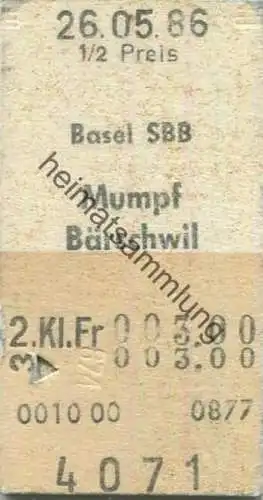 26.05.86
1/2 Preis
Basel SBB
Mumpf
Bärschwil
heimatsammlung
2.Kl.Fr 003.00
3 003.00
0010 00 0877
4071